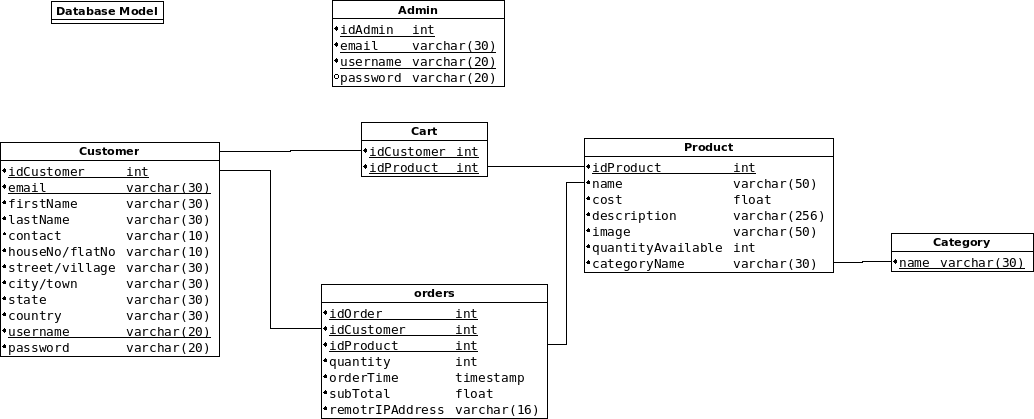 Database Model
Admin
idAdmin int
email varchar(30)
username varchar(20)
password varchar(20)
Cart
idCustomer int
idProduct int
Customer
idCustomer int
email varchar(30)
firstName varchar(30)
lastName varchar(30)
contact varchar(10)
houseNo/flatNo varchar(10)
street/village varchar(30)
city/town varchar(30)
state varchar(30)
country varchar(30)
username varchar(20)
password varchar(20)
Product
idProduct int
name varchar(50)
cost float
description varchar(256)
image varchar(50)
quantityAvailable int
categoryName varchar(30)
Category
name varchar(30)
orders
idOrder int
idCustomer int
idProduct int
quantity int
orderTime timestamp
subTotal float
remotrIPAddress varchar(16)